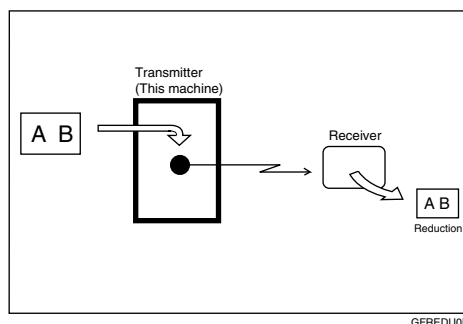 Transmitter
(This machine)
A B
Receiver
A B
Reduction